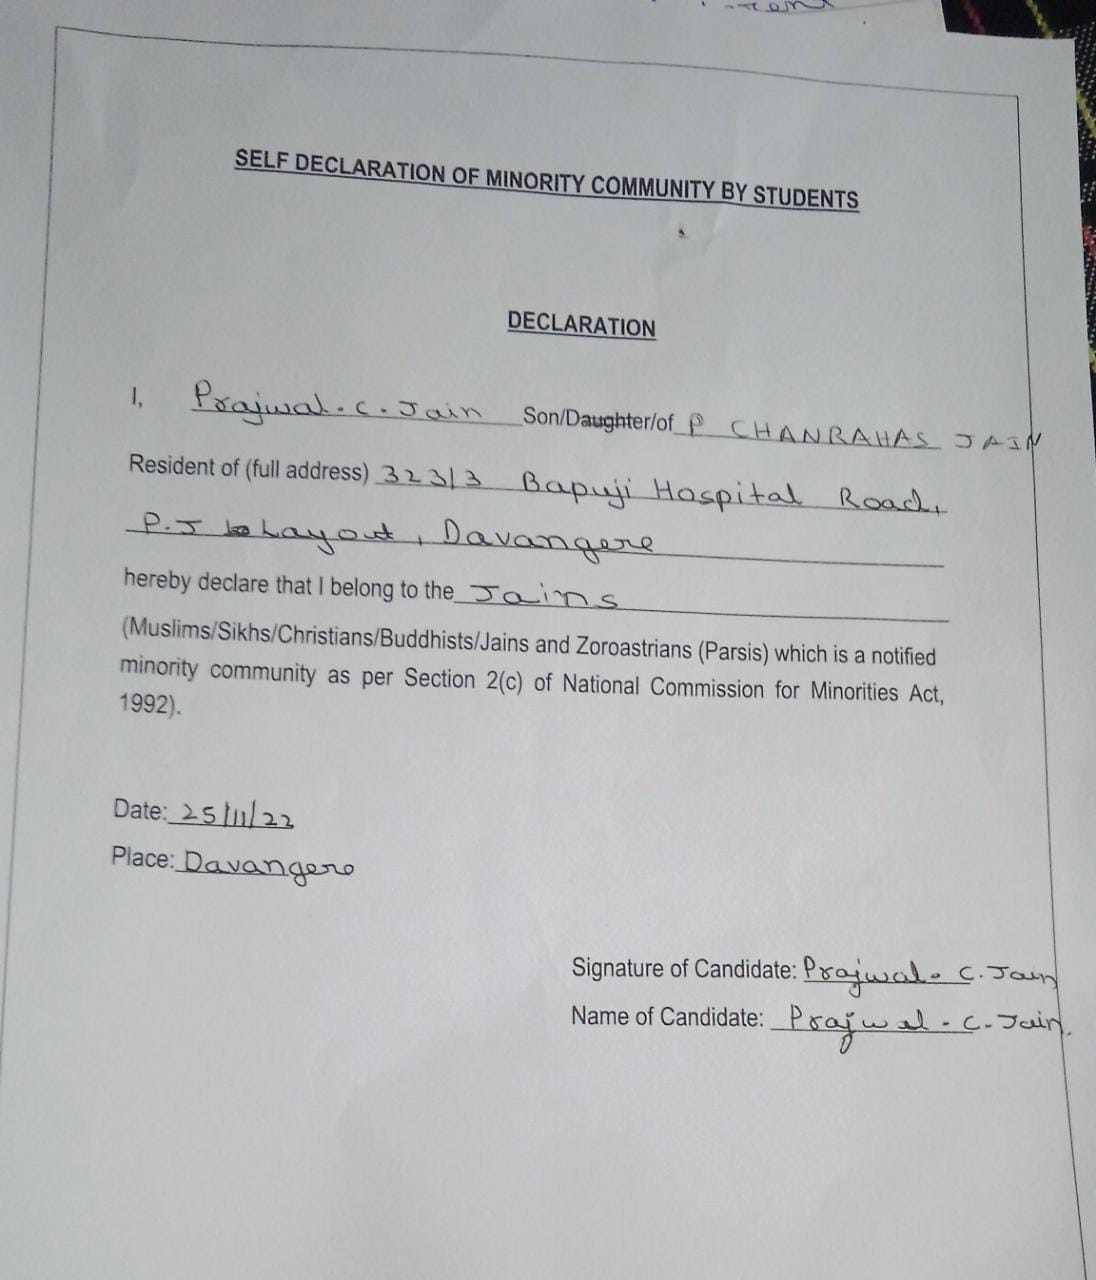 SELF DECLARATION OF MINORITY COMMUNITY BY STUDENTS
DECLARATION
I, Prajwal. C. Jain Son/Daughter/of P CHANRAHAS JAIN
Resident of (full address) 323/3 Bapuji Hospital Road,
P.J Layout, Davangere
hereby declare that I belong to the Jains
(Muslims/Sikhs/Christians/Buddhists/Jains and Zoroastrians (Parsis) which is a notified
minority community as per Section 2(c) of National Commission for Minorities Act,
1992).
Date: 25/11/22
Place: Davangere
Signature of Candidate: Prajwal. C. Jain
Name of Candidate: Prajwal. C. Jain.